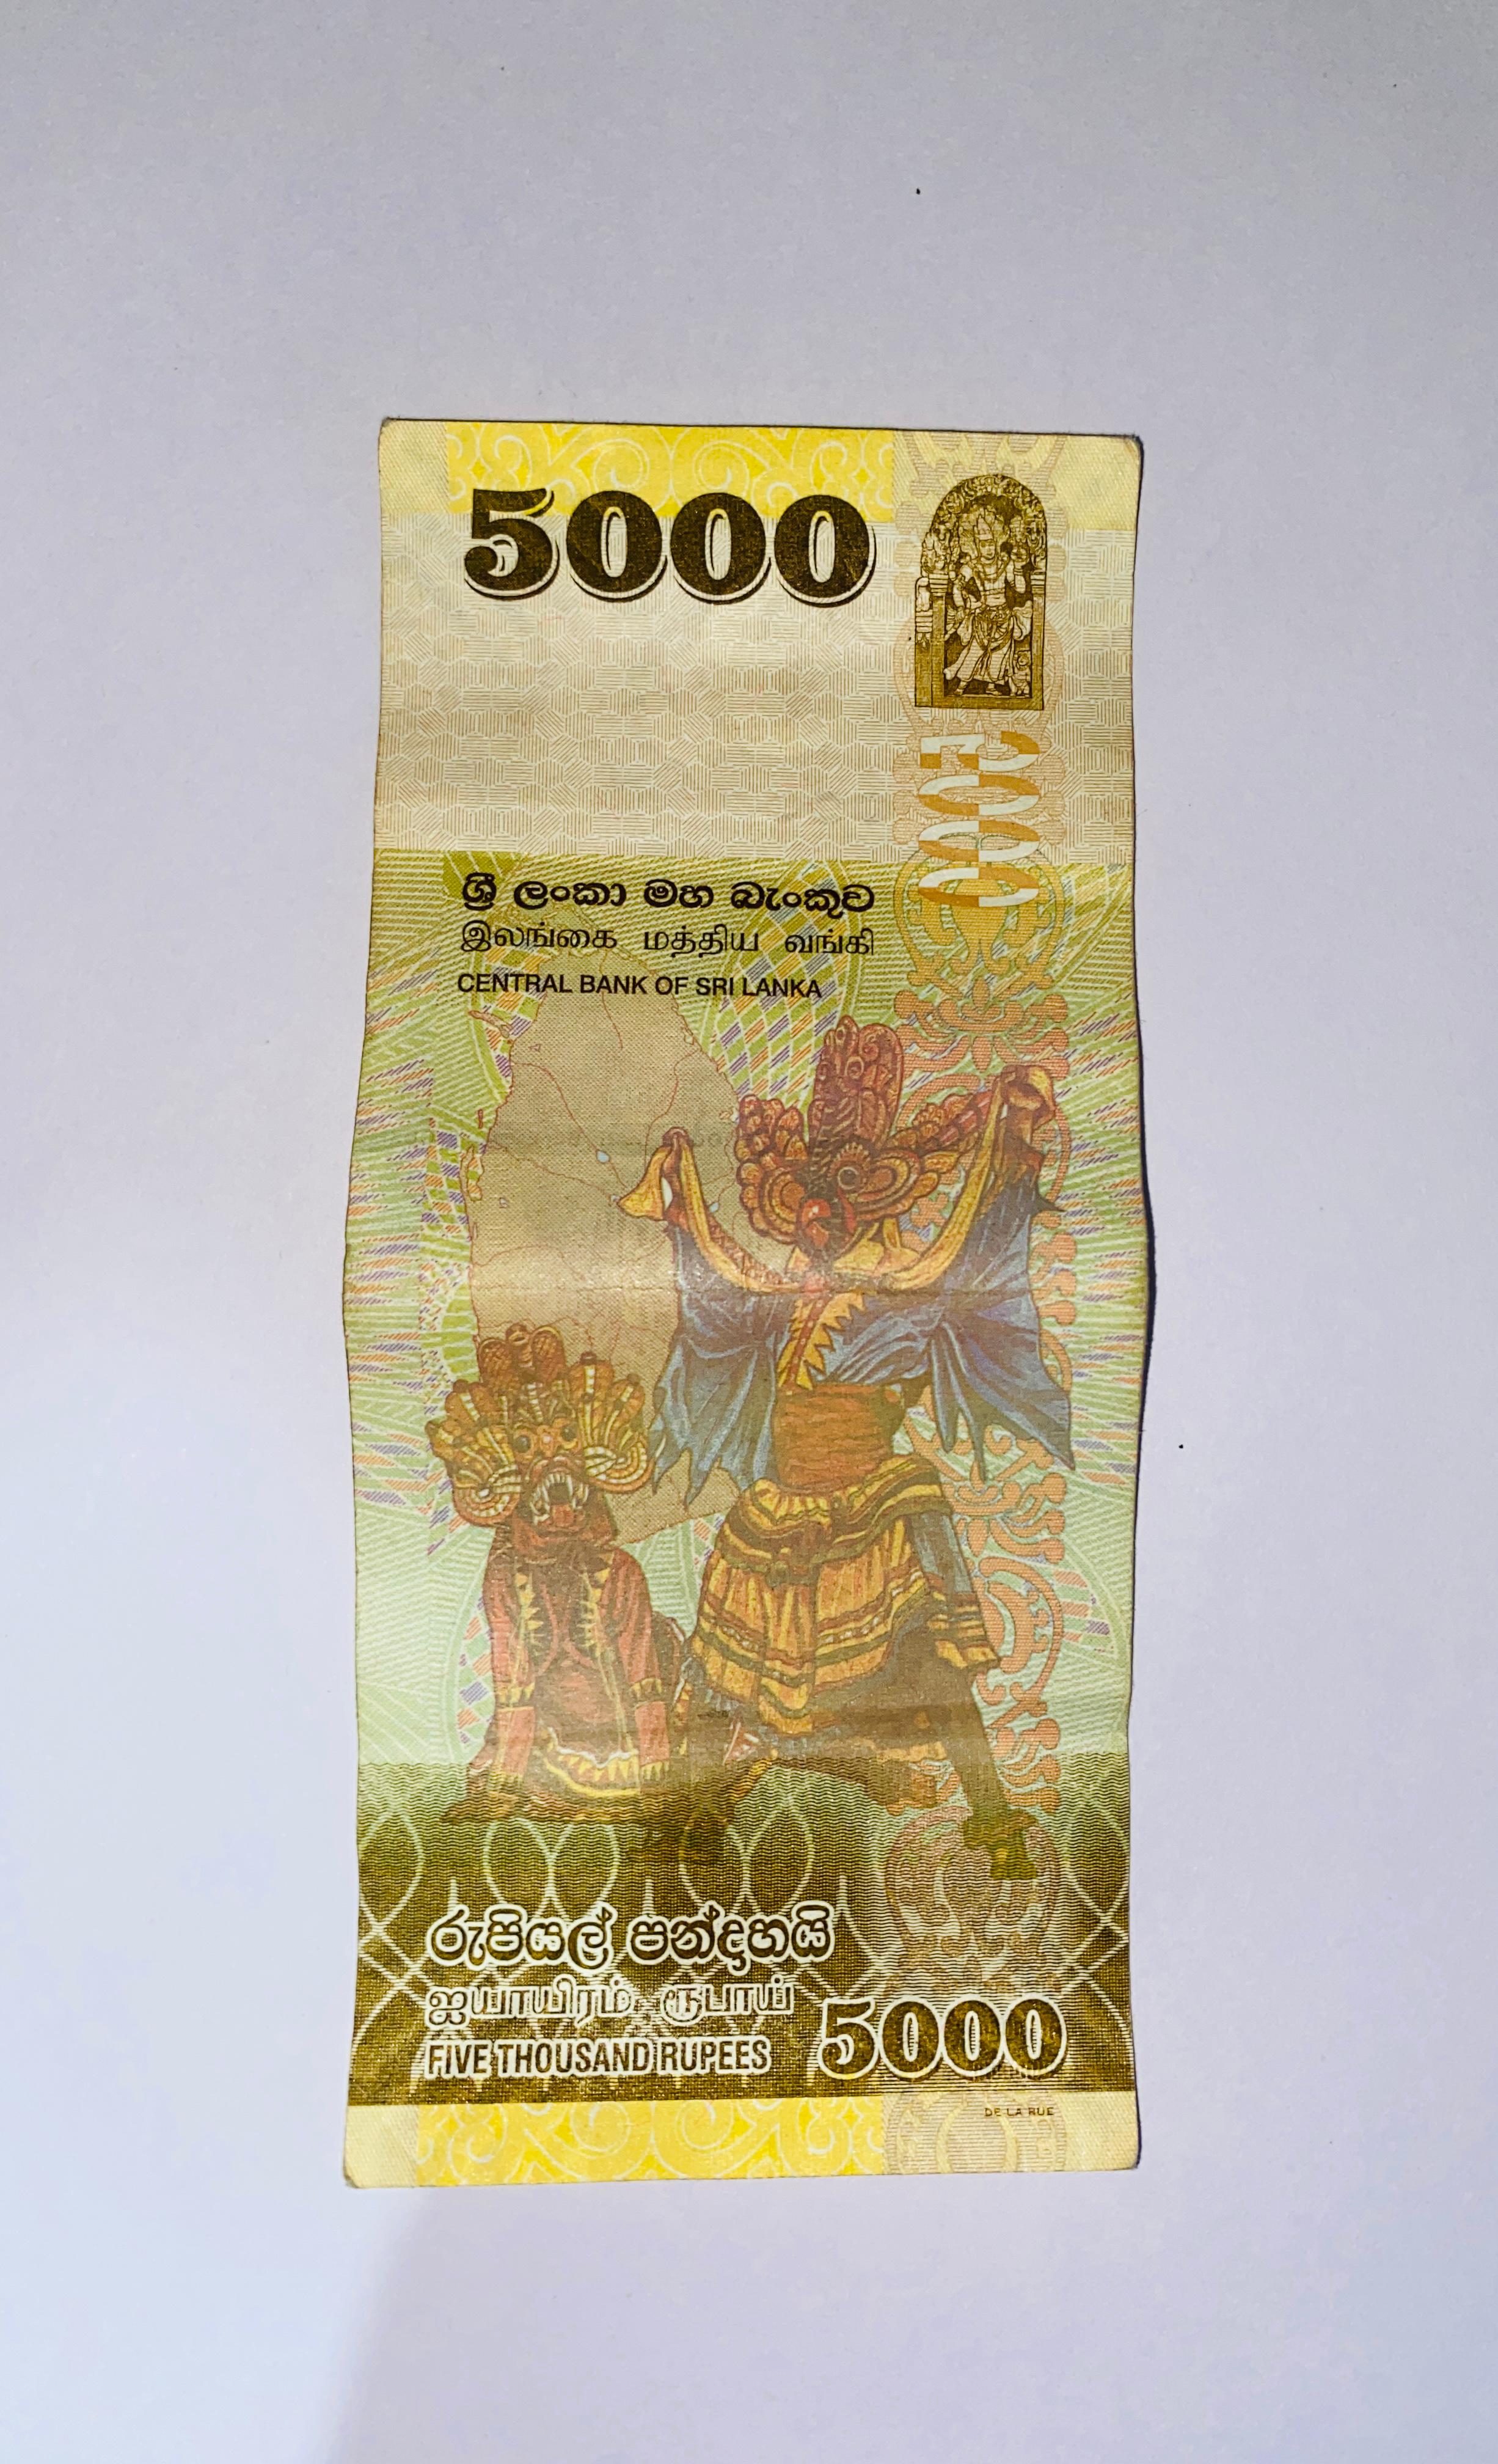 5000
5000
ශ්‍රී ලංකා මහ බැංකුව
இலங்கை மத்திய வங்கி
CENTRAL BANK OF SRI LANKA
රුපියල් පන්දහයි
ஐயாயிரம் ரூபாய்
FIVE THOUSAND RUPEES
5000
DE LA RUE